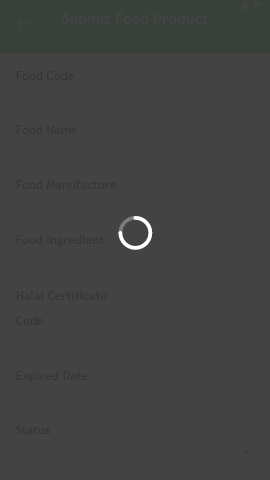 Submit Food Product
Food Code
Food Name
Food Manufacture
Food Ingredient
Halal Certificate
Code
Expired Date
Status